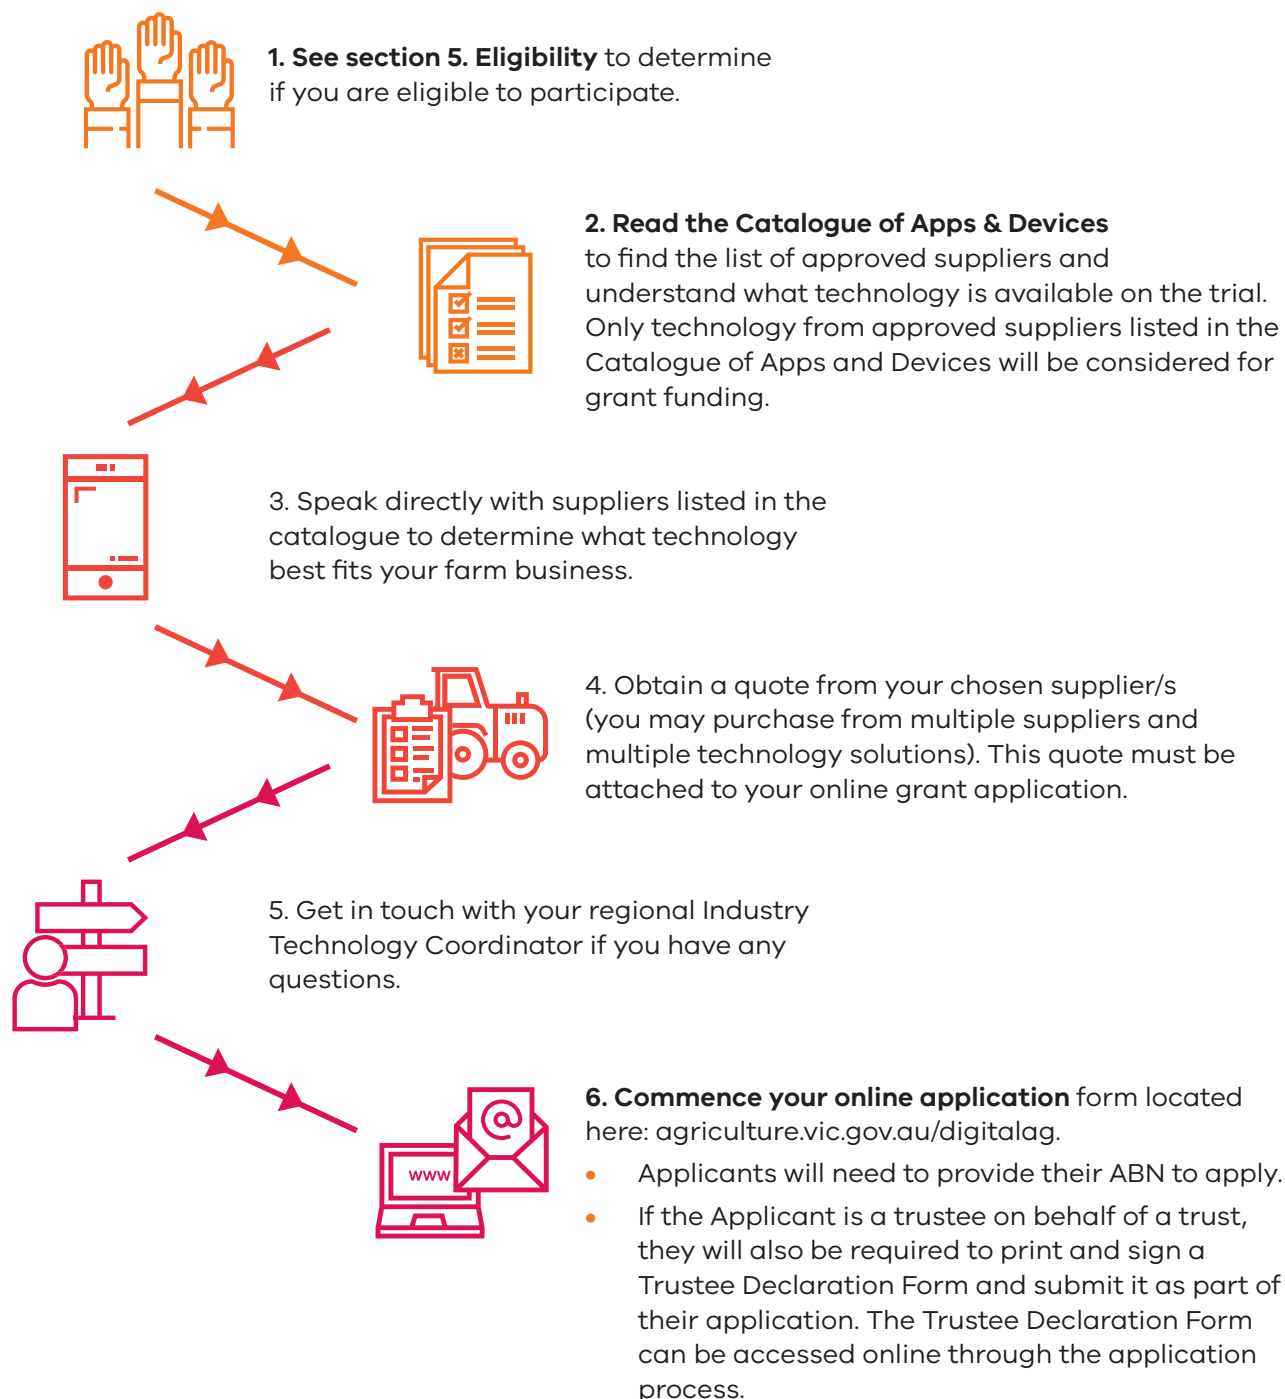 1. See section 5. Eligibility to determine
if you are eligible to participate.
2. Read the Catalogue of Apps & Devices
to find the list of approved suppliers and
understand what technology is available on the trial.
Only technology from approved suppliers listed in the
Catalogue of Apps and Devices will be considered for
grant funding.
3. Speak directly with suppliers listed in the
catalogue to determine what technology
best fits your farm business.
4. Obtain a quote from your chosen supplier/s
(you may purchase from multiple suppliers and
multiple technology solutions). This quote must be
attached to your online grant application.
5. Get in touch with your regional Industry
Technology Coordinator if you have any
questions.
@
www
6. Commence your online application form located
here: agriculture.vic.gov.au/digitalag.
• Applicants will need to provide their ABN to apply.
• If the Applicant is a trustee on behalf of a trust,
they will also be required to print and sign a
Trustee Declaration Form and submit it as part of
their application. The Trustee Declaration Form
can be accessed online through the application
process.